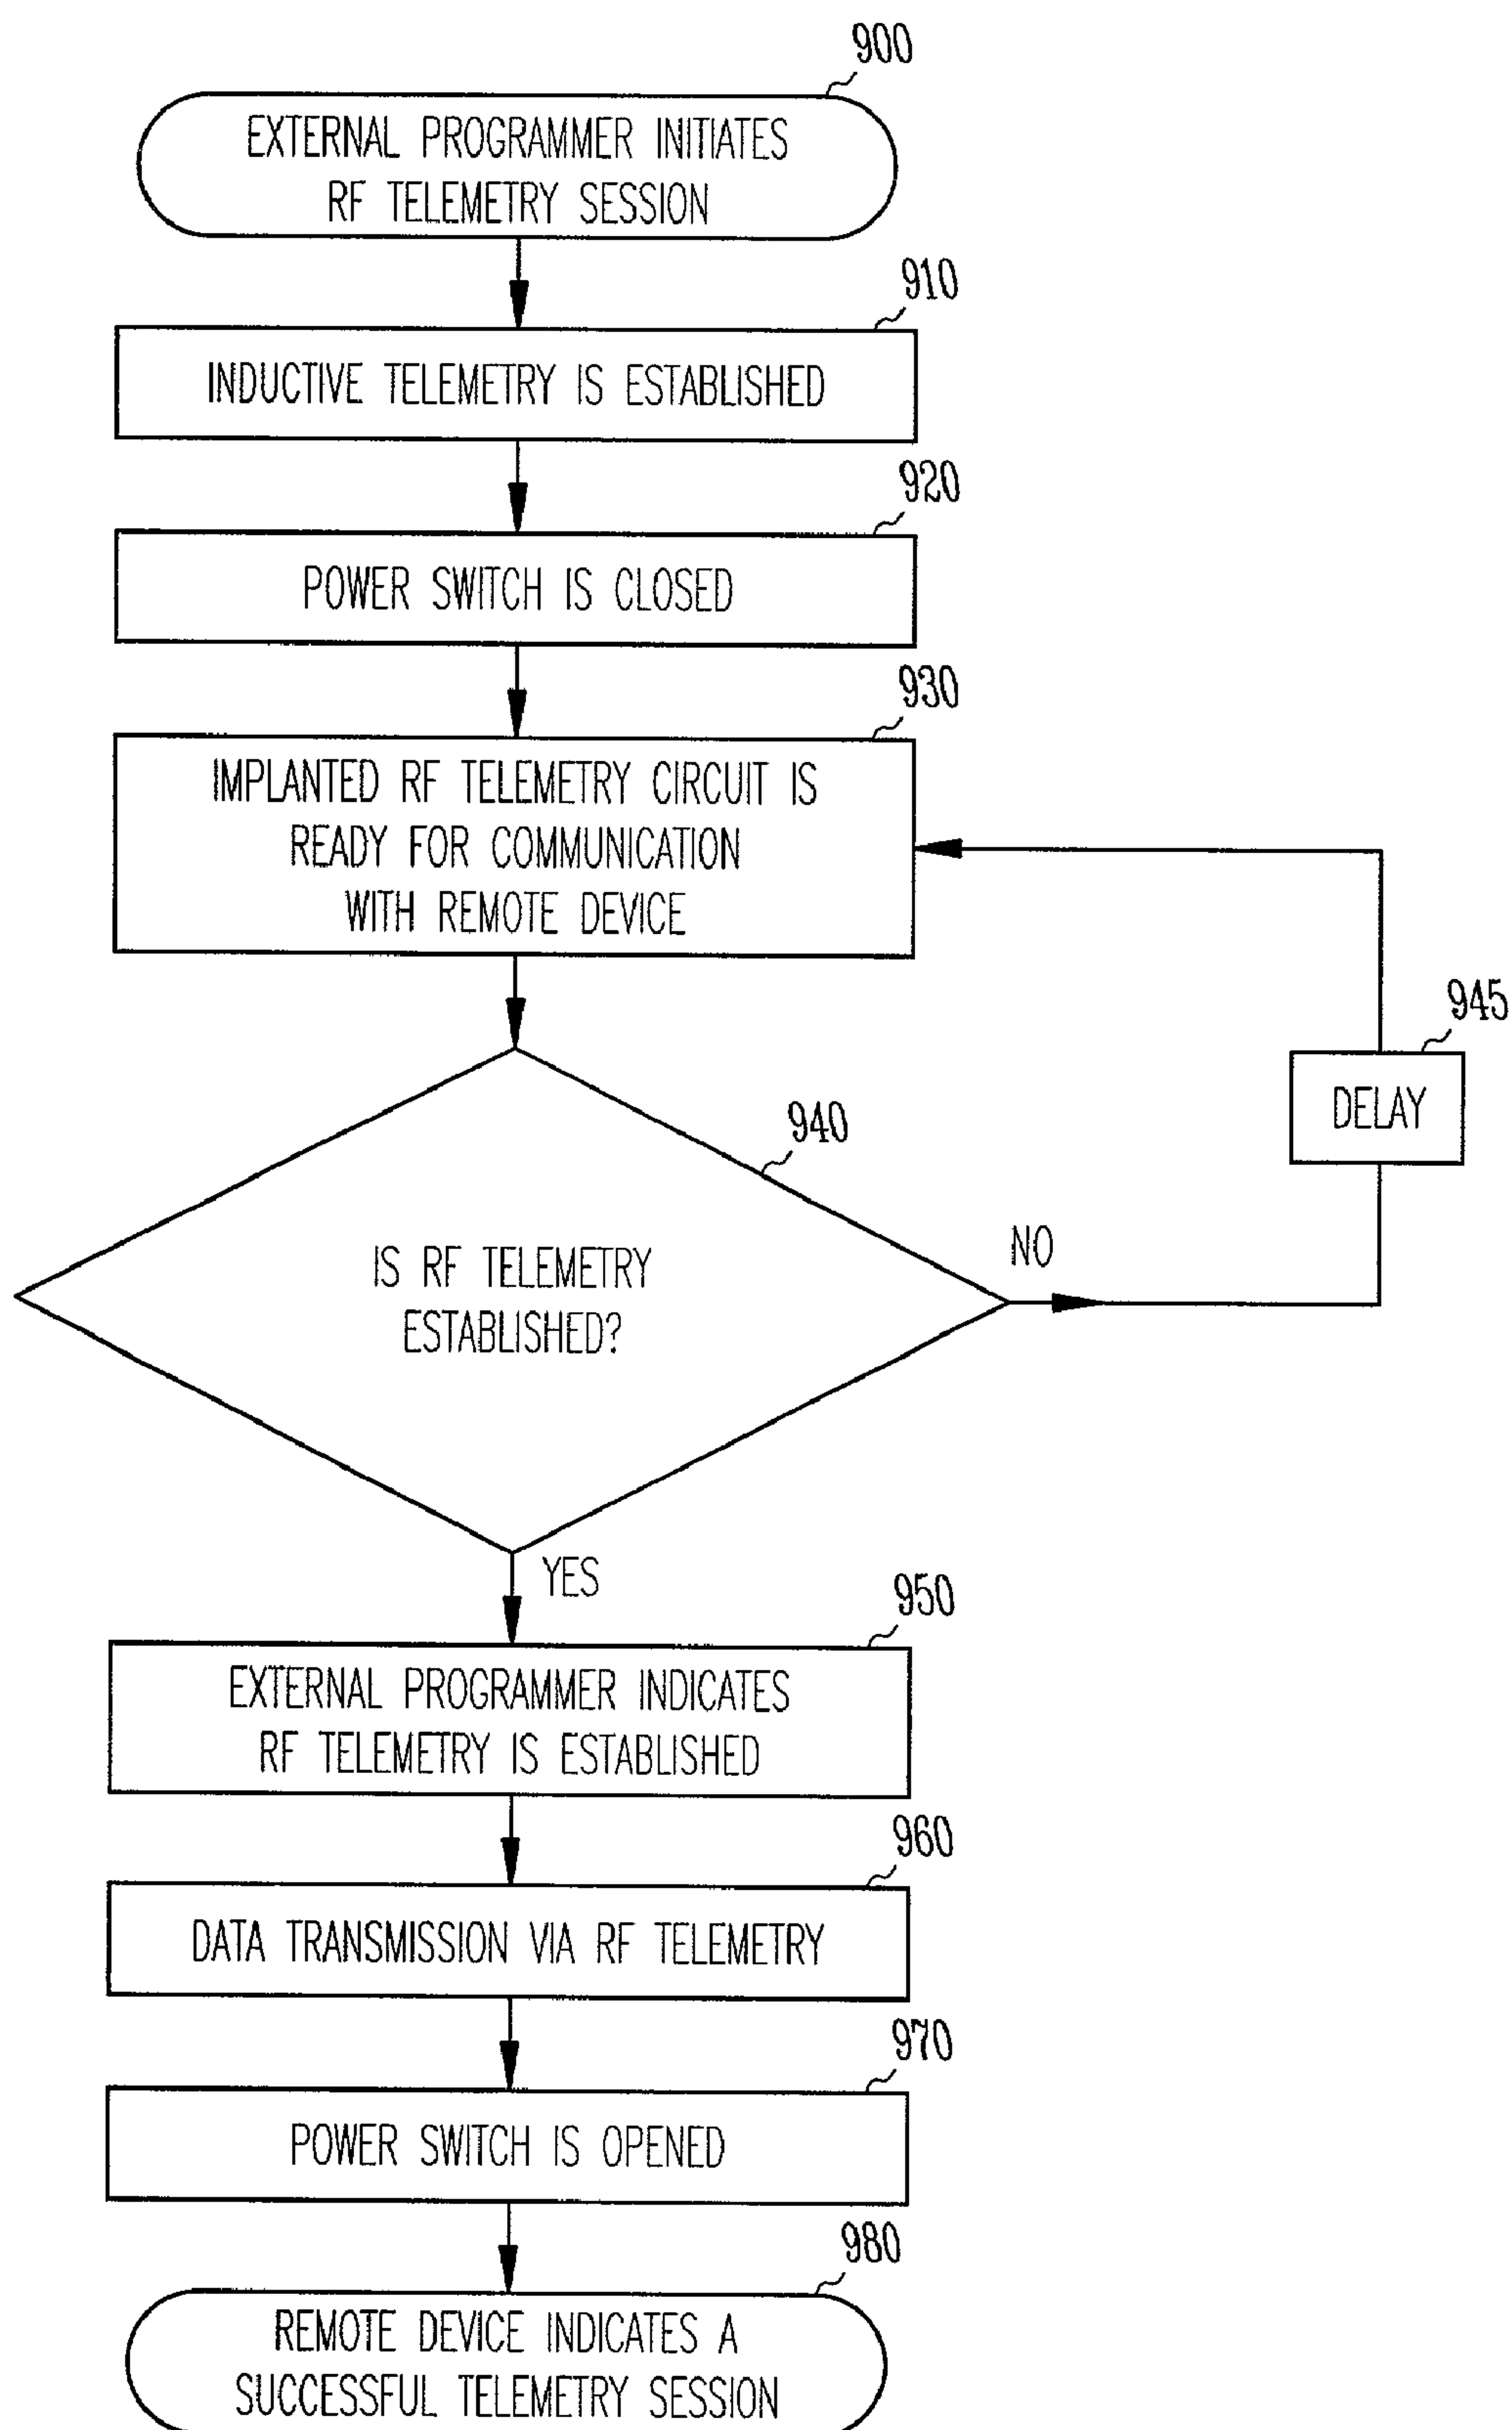 900
EXTERNAL PROGRAMMER INITIATES
RF TELEMETRY SESSION
910
INDUCTIVE TELEMETRY IS ESTABLISHED
920
POWER SWITCH IS CLOSED
930
IMPLANTED RF TELEMETRY CIRCUIT IS
READY FOR COMMUNICATION
WITH REMOTE DEVICE
945
DELAY
940
NO
IS RF TELEMETRY
ESTABLISHED?
YES
950
EXTERNAL PROGRAMMER INDICATES
RF TELEMETRY IS ESTABLISHED
960
DATA TRANSMISSION VIA RF TELEMETRY
970
POWER SWITCH IS OPENED
980
REMOTE DEVICE INDICATES A
SUCCESSFUL TELEMETRY SESSION